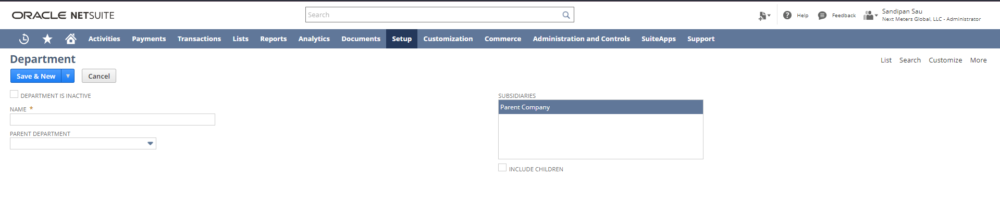 ORACLE NETSUITE
Search
Help
Feedback
Sandipan Sau
Next Meters Global, LLC - Administrator
Activities Payments Transactions Lists Reports Analytics Documents Setup Customization Commerce Administration and Controls SuiteApps Support
Department
List Search Customize More
Save & New
Cancel
DEPARTMENT IS INACTIVE
NAME *
PARENT DEPARTMENT
SUBSIDIARIES
Parent Company
INCLUDE CHILDREN